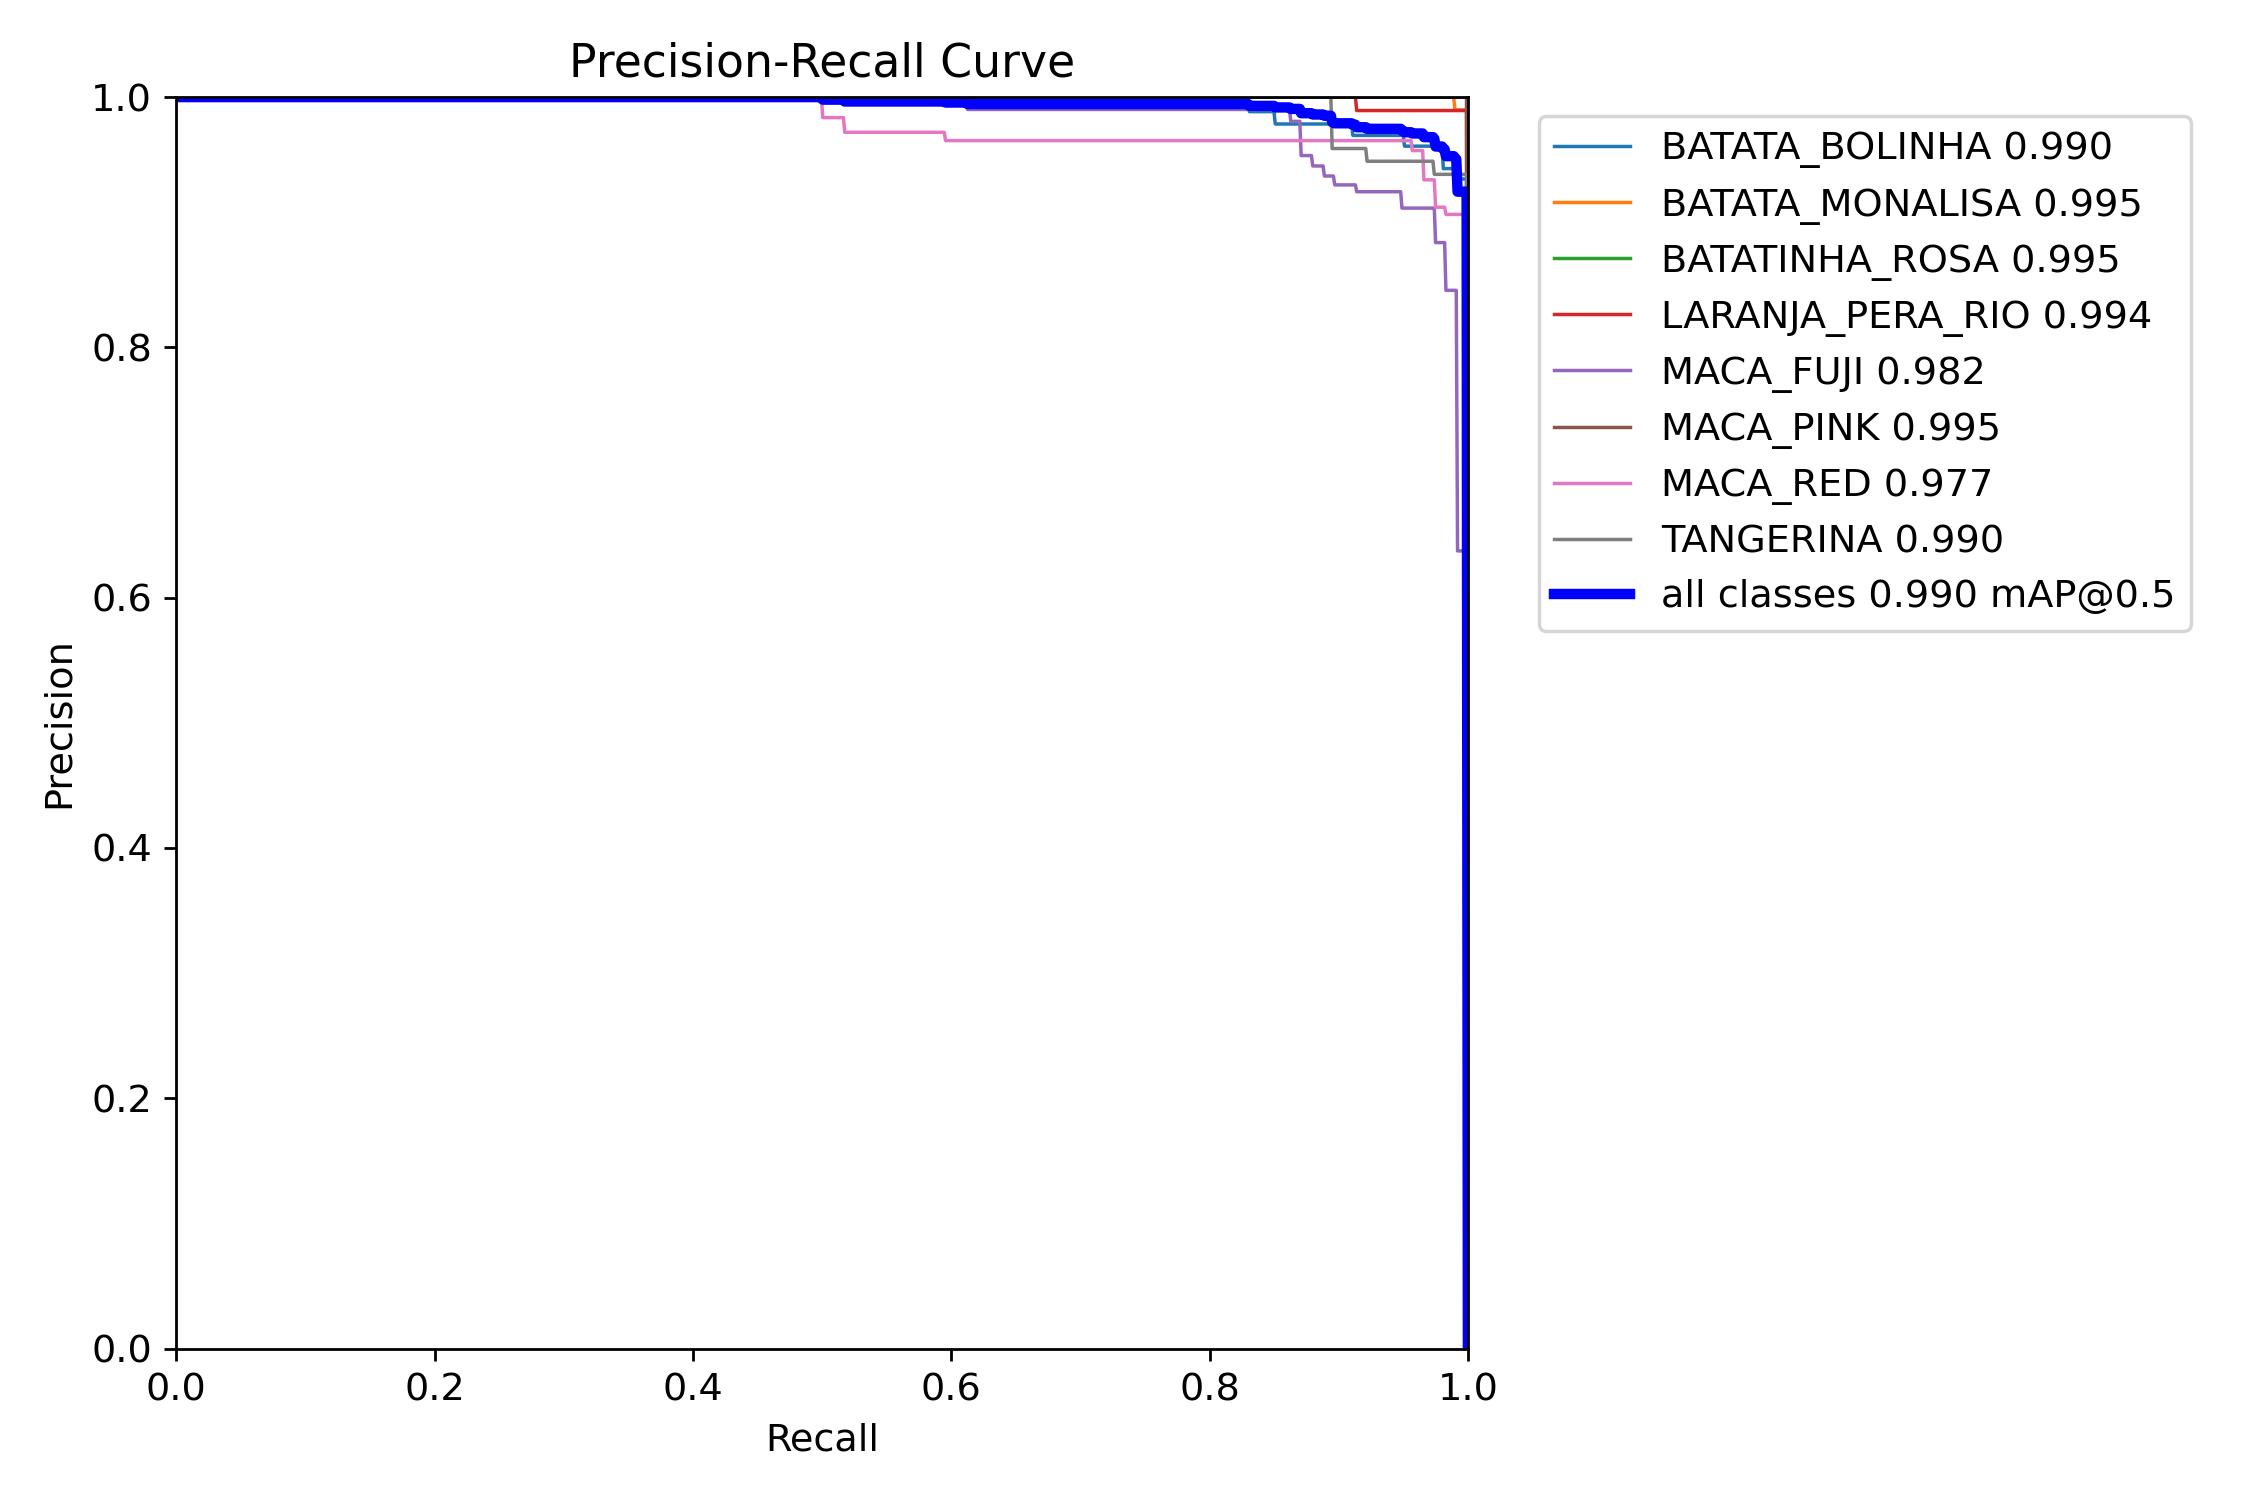 Precision-Recall Curve
1.0
0.8
0.6
0.4
0.2
0.0
Precision
0.0 0.2 0.4 0.6 0.8 1.0
Recall
BATATA_BOLINHA 0.990
BATATA_MONALISA 0.995
BATATINHA_ROSA 0.995
LARANJA_PERA_RIO 0.994
MACA_FUJI 0.982
MACA_PINK 0.995
MACA_RED 0.977
TANGERINA 0.990
all classes 0.990 mAP@0.5